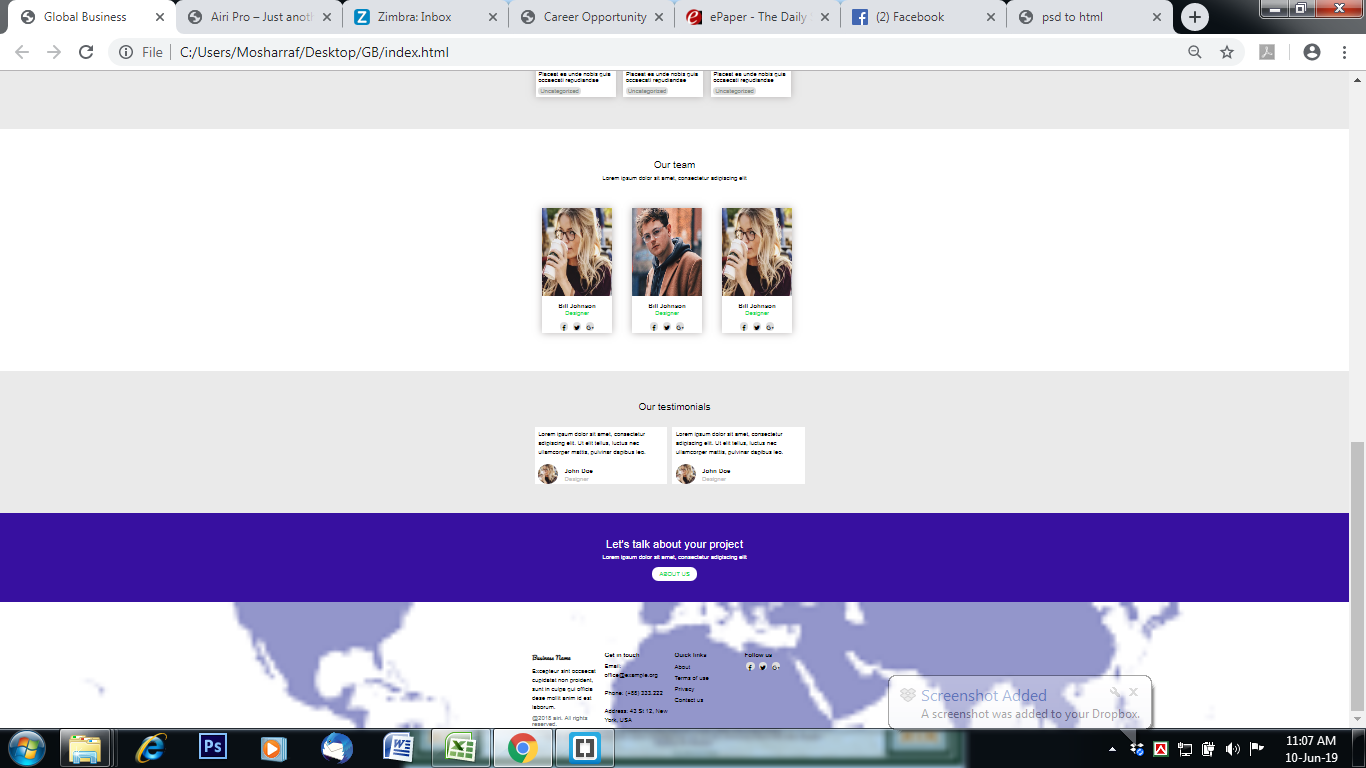 Global Business
Airi Pro – Just anoth
Zimbra: Inbox
Career Opportunity
ePaper - The Daily
(2) Facebook
psd to html
File
C:/Users/Mosharraf/Desktop/GB/index.html
Placeat ea unde nobis quis Placeat ea unde nobis quis Placeat ea unde nobis quis
occaecati repudiandae occaecati repudiandae occaecati repudiandae
Uncategorized Uncategorized Uncategorized
Our team
Lorem ipsum dolor sit amet, consectetur adipiscing elit
Bill Johnson Bill Johnson Bill Johnson
Designer Designer Designer
Our testimonials
Lorem ipsum dolor sit amet, consectetur
adipiscing elit. Ut elit tellus, luctus nec
ullamcorper mattis, pulvinar dapibus leo.
John Doe
Designer
Lorem ipsum dolor sit amet, consectetur
adipiscing elit. Ut elit tellus, luctus nec
ullamcorper mattis, pulvinar dapibus leo.
John Doe
Designer
Let's talk about your project
Lorem ipsum dolor sit amet, consectetur adipiscing elit
ABOUT US
Business Name
Excepteur sint occaecat
cupidatat non proident,
sunt in culpa qui officia
dese mollit anim id est
laborum.
@2018 airi. All rights
reserved.
Get in touch
Email:
office@example.org
Phone: (+88) 333.222
Address: 43 St 12, New
York, USA
Quick links
About
Terms of use
Privacy
Contact us
Follow us
Screenshot Added
A screenshot was added to your Dropbox.
Ps
11:07 AM
10-Jun-19